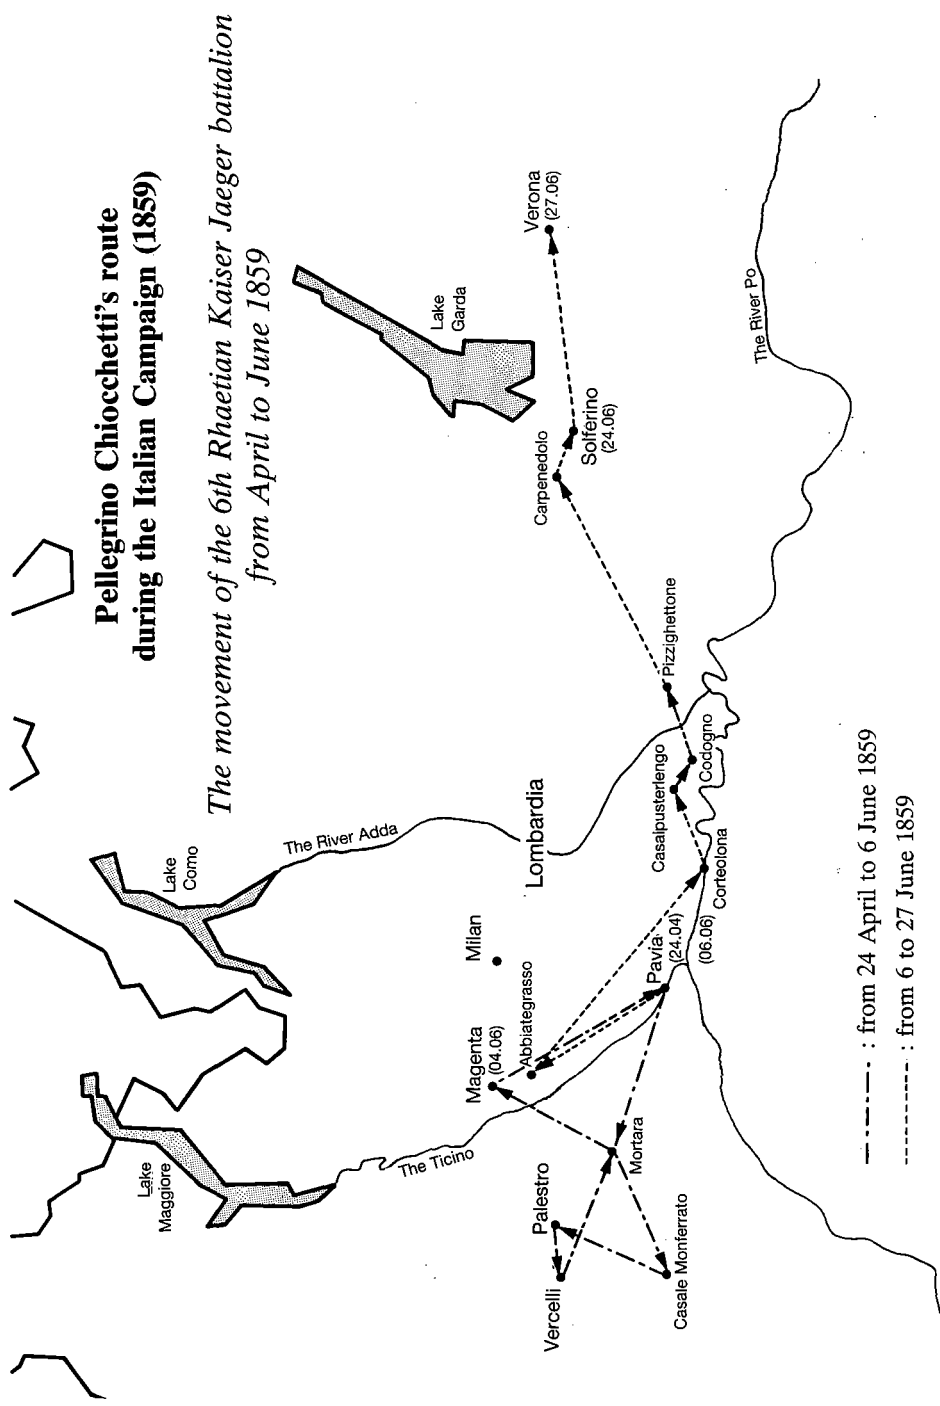 Pellegrino Chiocchetti's route
during the Italian Campaign (1859)
The movement of the 6th Rhaetian Kaiser Jaeger battalion
from April to June 1859
Lake
Maggiore
Lake
Como
Lake
Garda
The River Adda
The Ticino
Magenta
(04.06)
Milan
Abbiategrasso
Lombardia
Verona
(27.06)
Carpenedolo
Solferino
(24.06)
Vercelli
Palestro
Mortara
Casale Monferrato
Pavia
(24.04)
(06.06)
Corteolona
Casalpusterlengo
Codogno
Pizzighettone
The River Po
: from 24 April to 6 June 1859
: from 6 to 27 June 1859